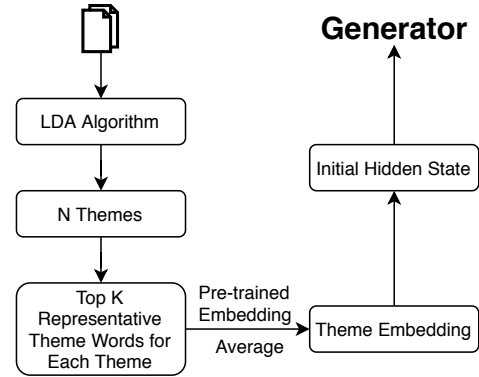 Generator
LDA Algorithm
Initial Hidden State
N Themes
Top K
Representative
Theme Words for
Each Theme
Pre-trained
Embedding
Average
Theme Embedding